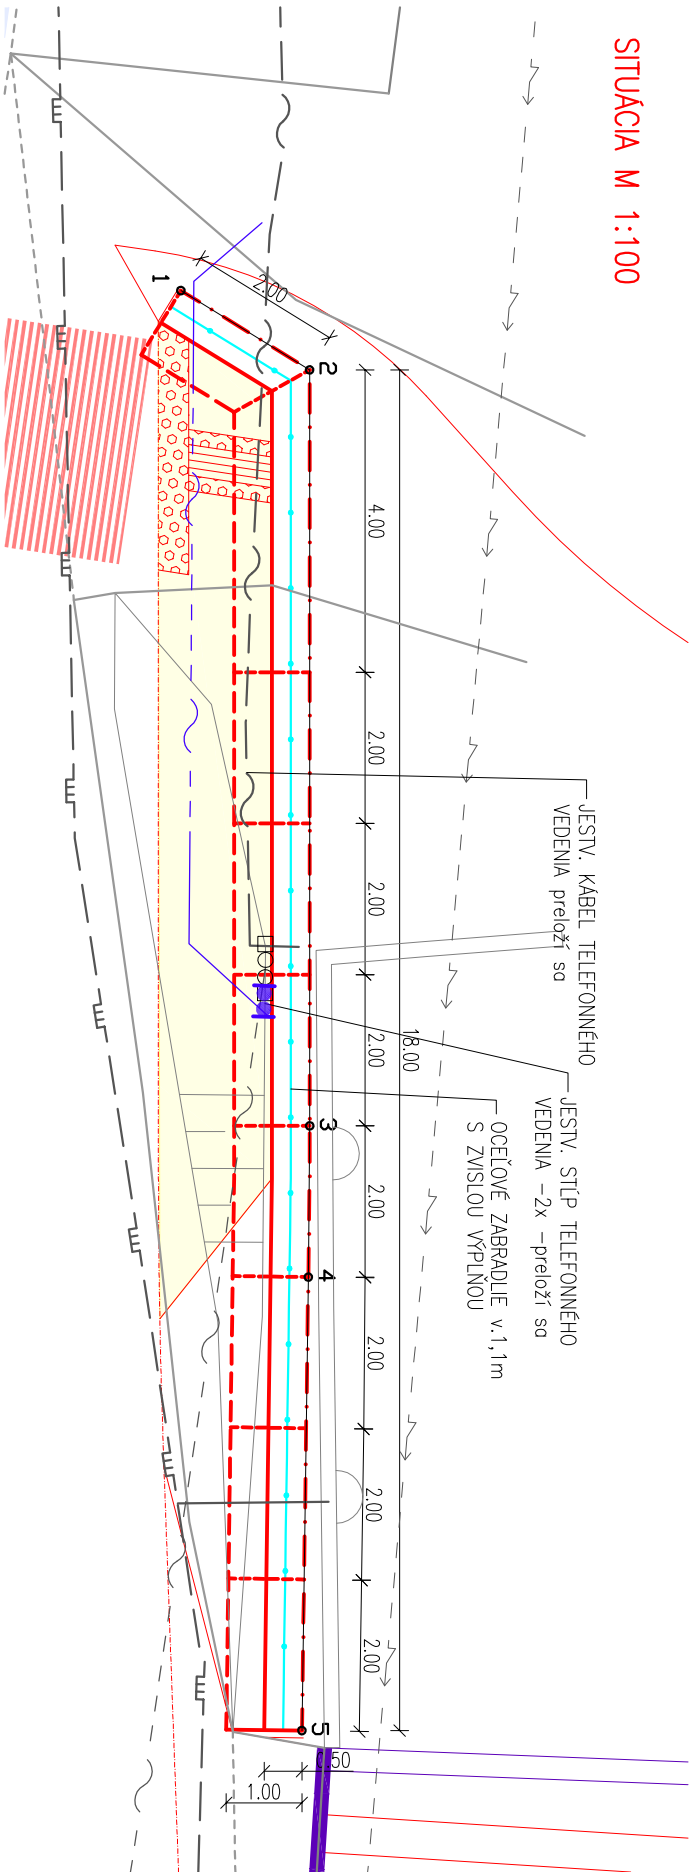 SITUÁCIA M 1:100
1
2.00
2
4.00
2.00
2.00
2.00
18.00
3
2.00
4
2.00
2.00
2.00
5
.50
1.00
JESTV. KÁBEL TELEFONNÉHO
VEDENIA preloží sa
JESTV. STĹP TELEFONNÉHO
VEDENIA -2x -preloží sa
OCEĽOVÉ ZABRADLIE v.1,1m
S ZVISLOU VÝPLŇOU